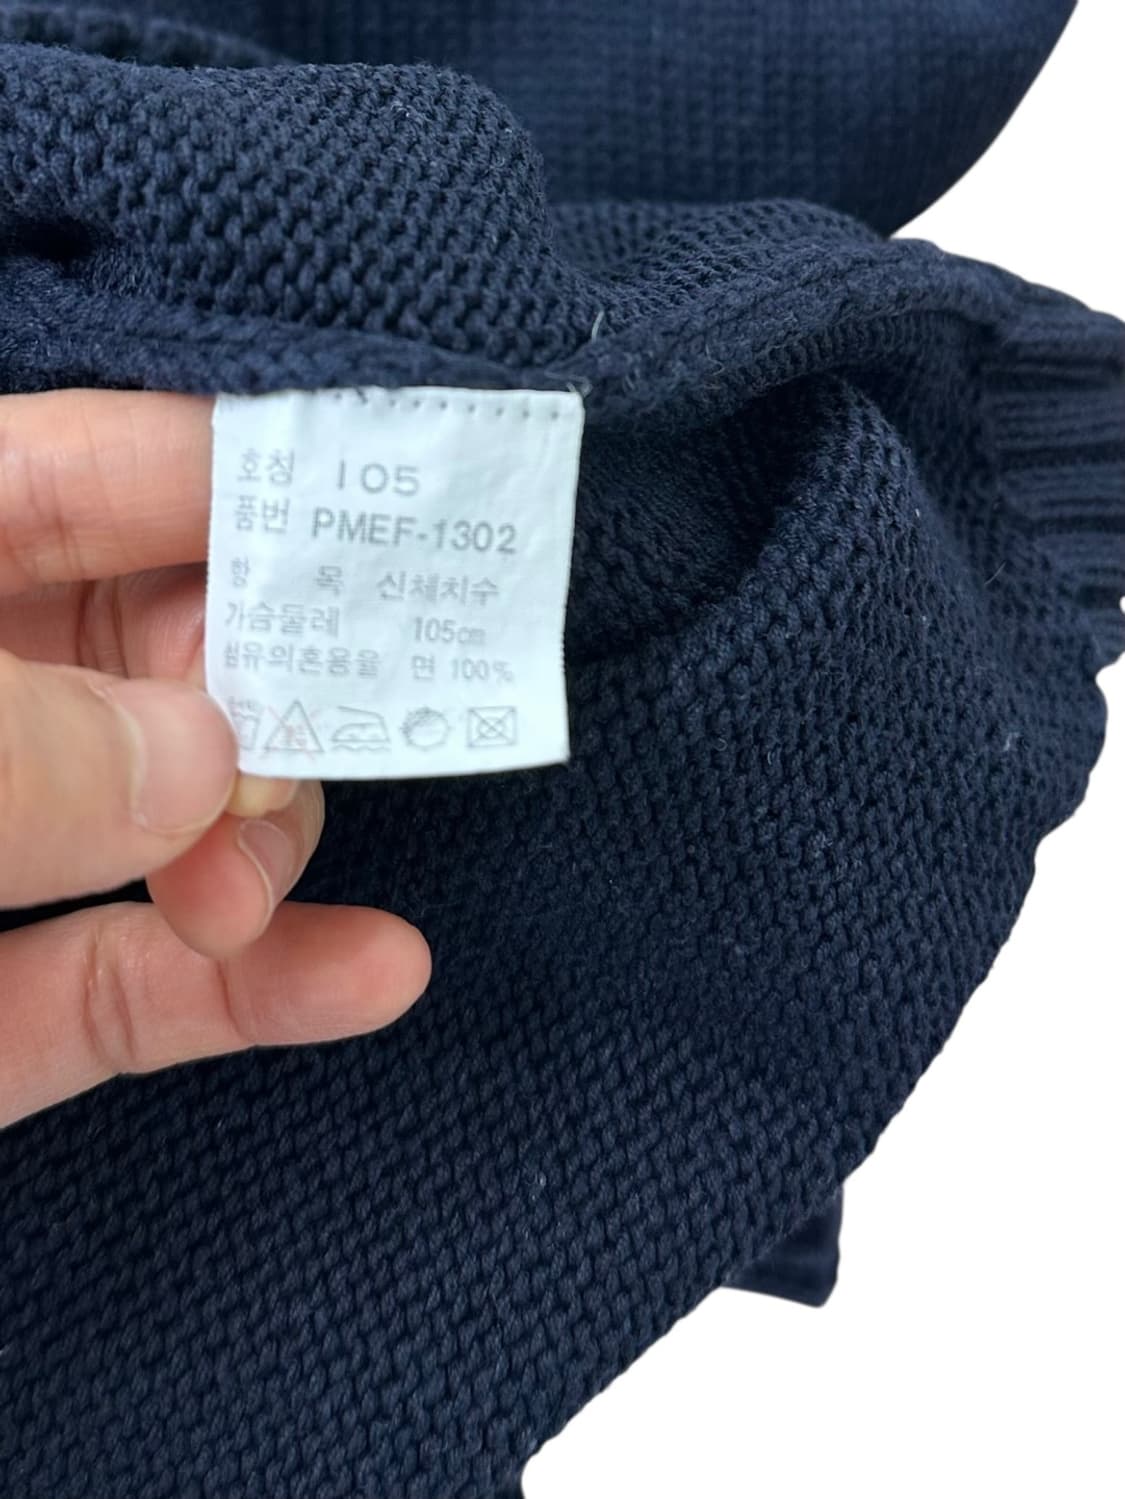 호칭 105
품번 PMEF-1302
항 목 신체치수
가슴둘레 105cm
섬유의혼용율 면 100%